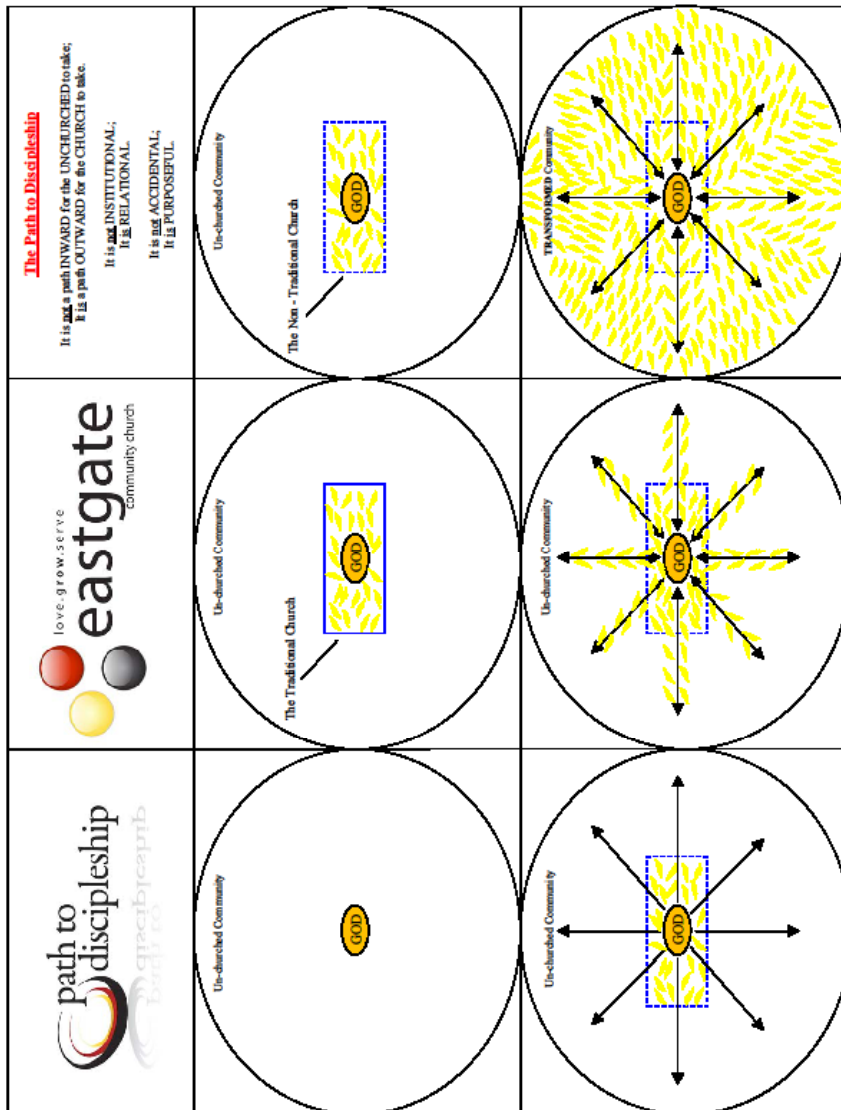 path to
discipleship
love.grow.serve
eastgate
community church
The Path to Discipleship
It is not a path INWARD for the UNCHURCHED to take;
It is a path OUTWARD for the CHURCH to take.
It is not INSTITUTIONAL;
It is RELATIONAL
It is not ACCIDENTAL;
It is PURPOSEFUL.
Un-churched Community
GOD
Un-churched Community
The Traditional Church
GOD
Un-churched Community
The Non - Traditional Church
GOD
Un-churched Community
GOD
Un-churched Community
GOD
TRANSFORMED Community
GOD